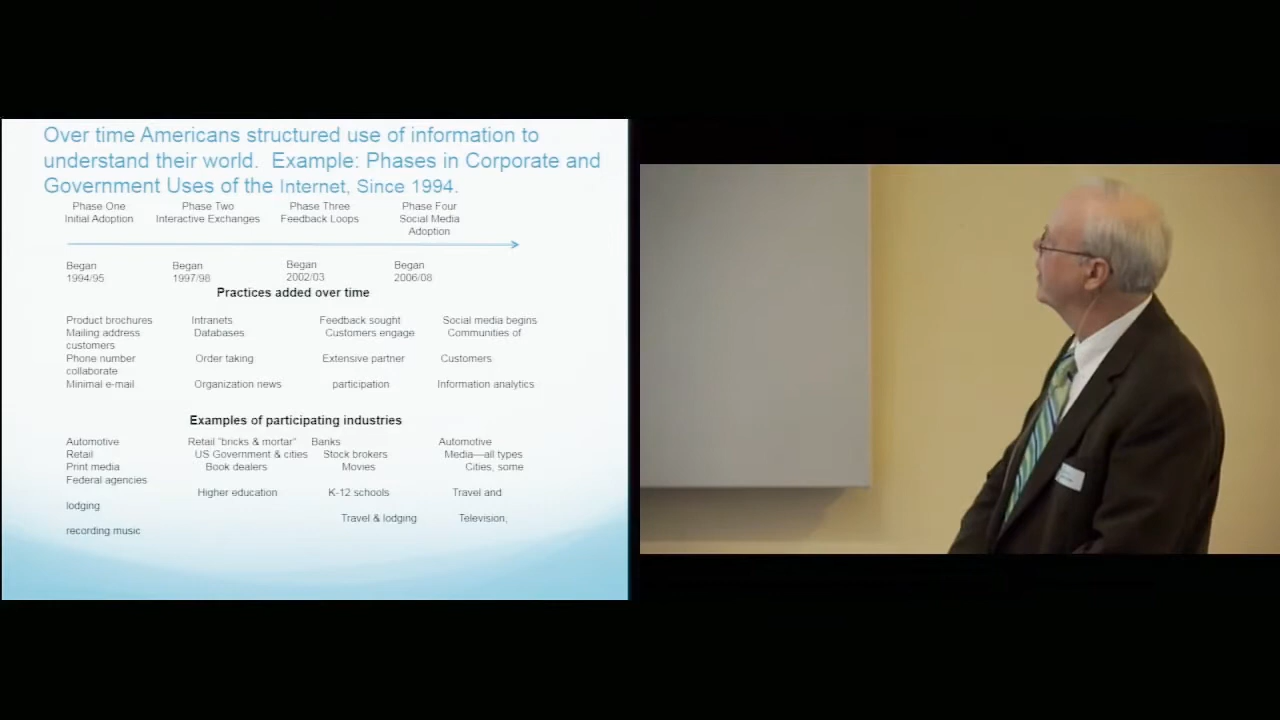 Over time Americans structured use of information to
understand their world. Example: Phases in Corporate and
Government Uses of the Internet, Since 1994.
Phase One Phase Two Phase Three Phase Four
Initial Adoption Interactive Exchanges Feedback Loops Social Media
Adoption
Began Began Began Began
1994/95 1997/98 2002/03 2006/08
Practices added over time
Product brochures Intranets Feedback sought Social media begins
Mailing address Databases Customers engage Communities of
customers
Phone number Order taking Extensive partner Customers
collaborate
Minimal e-mail Organization news participation Information analytics
Examples of participating industries
Automotive Retail "bricks & mortar" Banks Automotive
Retail US Government & cities Stock brokers Media—all types
Print media Book dealers Movies Cities, some
Federal agencies
Higher education K-12 schools Travel and
lodging
Travel & lodging Television,
recording music